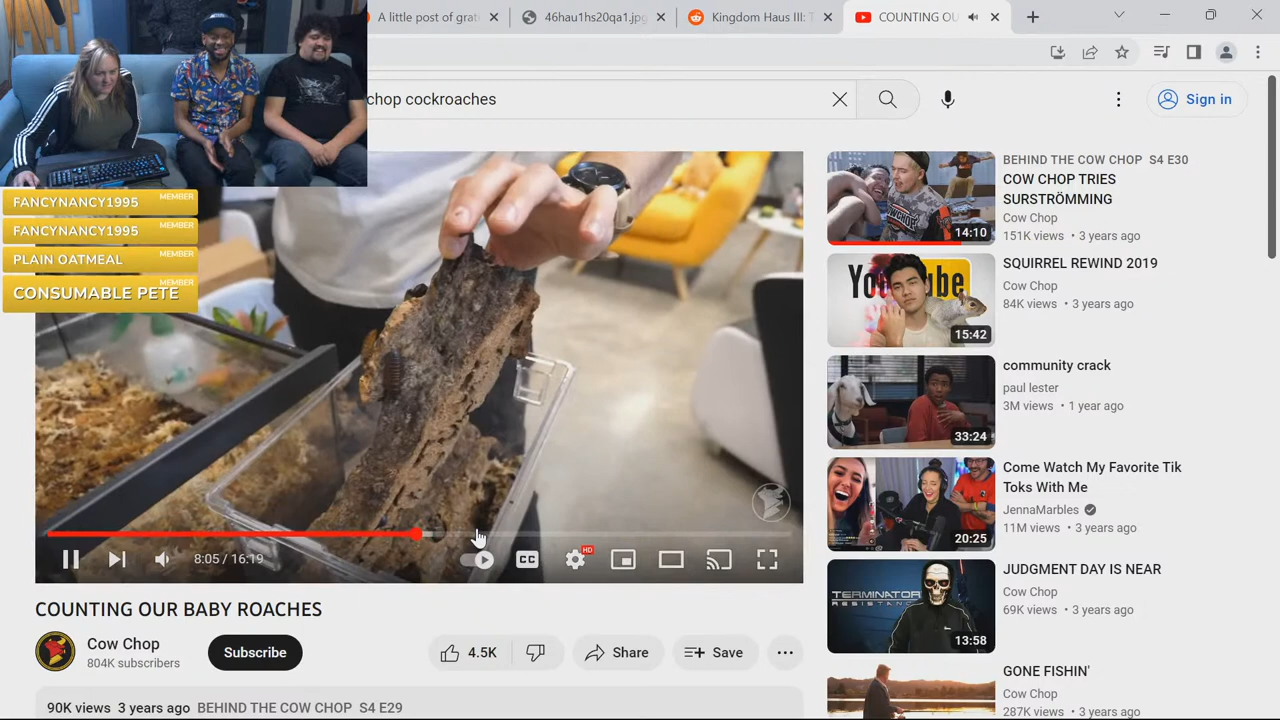 little post of grat
46hau1hs20qa1.jpg
Kingdom Haus III: T
COUNTING OU
chop cockroaches
Sign in
FANCYNANCY1995 MEMBER
FANCYNANCY1995 MEMBER
PLAIN OATMEAL MEMBER
CONSUMABLE PETE MEMBER
8:05 / 16:19
CC
HD
COUNTING OUR BABY ROACHES
Cow Chop
804K subscribers
Subscribe
4.5K
Share
Save
90K views 3 years ago BEHIND THE COW CHOP S4 E29
BEHIND THE COW CHOP S4 E30
COW CHOP TRIES
SURSTRÖMMING
Cow Chop
151K views • 3 years ago
14:10
SQUIRREL REWIND 2019
Cow Chop
84K views • 3 years ago
15:42
community crack
paul lester
3M views • 1 year ago
33:24
Come Watch My Favorite Tik
Toks With Me
JennaMarbles
11M views • 3 years ago
20:25
JUDGMENT DAY IS NEAR
Cow Chop
69K views • 3 years ago
TERMINATOR
RESISTANCE
13:58
GONE FISHIN'
Cow Chop
287K views • 3 years ago